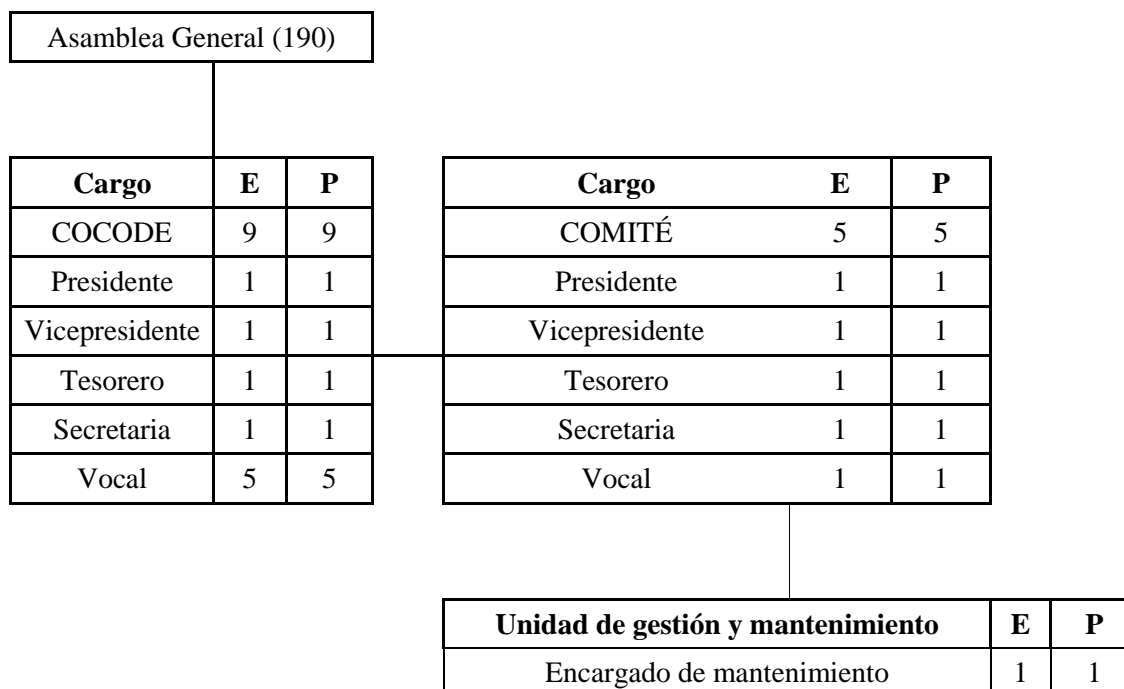 Asamblea General (190)
Cargo E P
COCODE 9 9
Presidente 1 1
Vicepresidente 1 1
Tesorero 1 1
Secretaria 1 1
Vocal 5 5
Cargo E P
COMITÉ 5 5
Presidente 1 1
Vicepresidente 1 1
Tesorero 1 1
Secretaria 1 1
Vocal 1 1
Unidad de gestión y mantenimiento E P
Encargado de mantenimiento 1 1